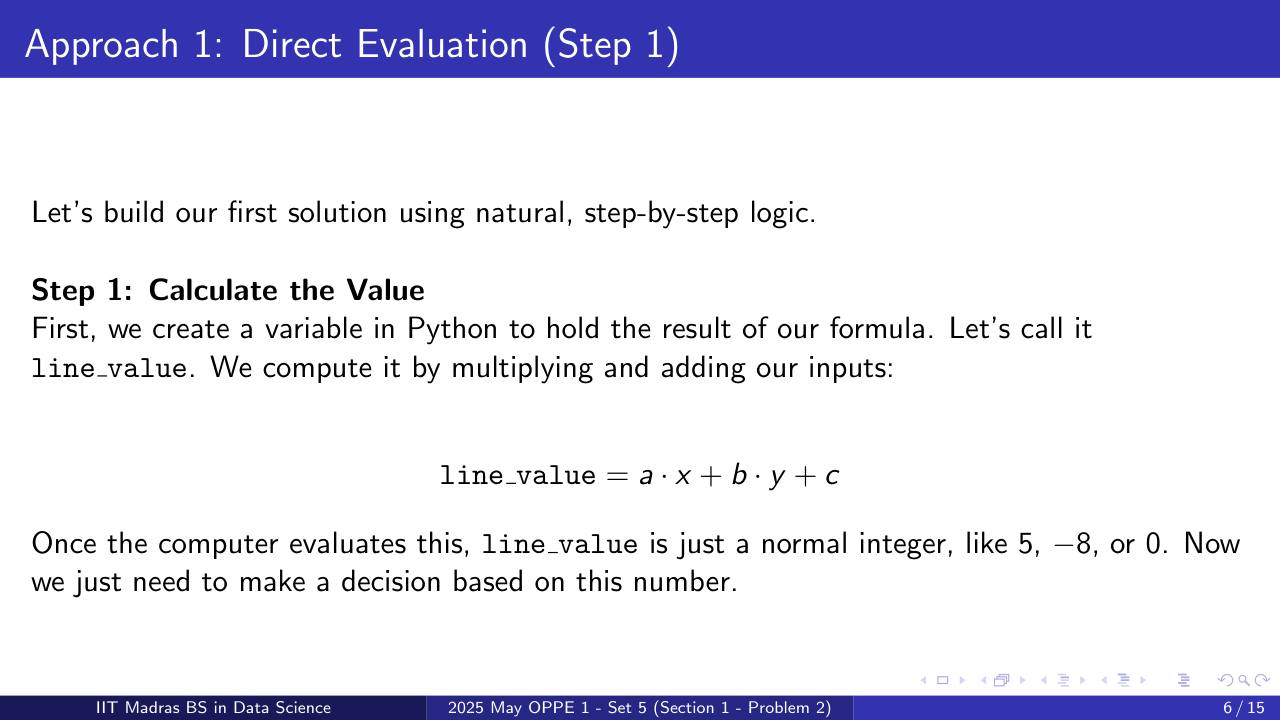 Approach 1: Direct Evaluation (Step 1)
Let's build our first solution using natural, step-by-step logic.
Step 1: Calculate the Value
First, we create a variable in Python to hold the result of our formula. Let's call it
line_value. We compute it by multiplying and adding our inputs:
line_value = a · x + b · y + c
Once the computer evaluates this, line_value is just a normal integer, like 5, −8, or 0. Now
we just need to make a decision based on this number.
IIT Madras BS in Data Science
2025 May OPPE 1 - Set 5 (Section 1 - Problem 2)
6 / 15